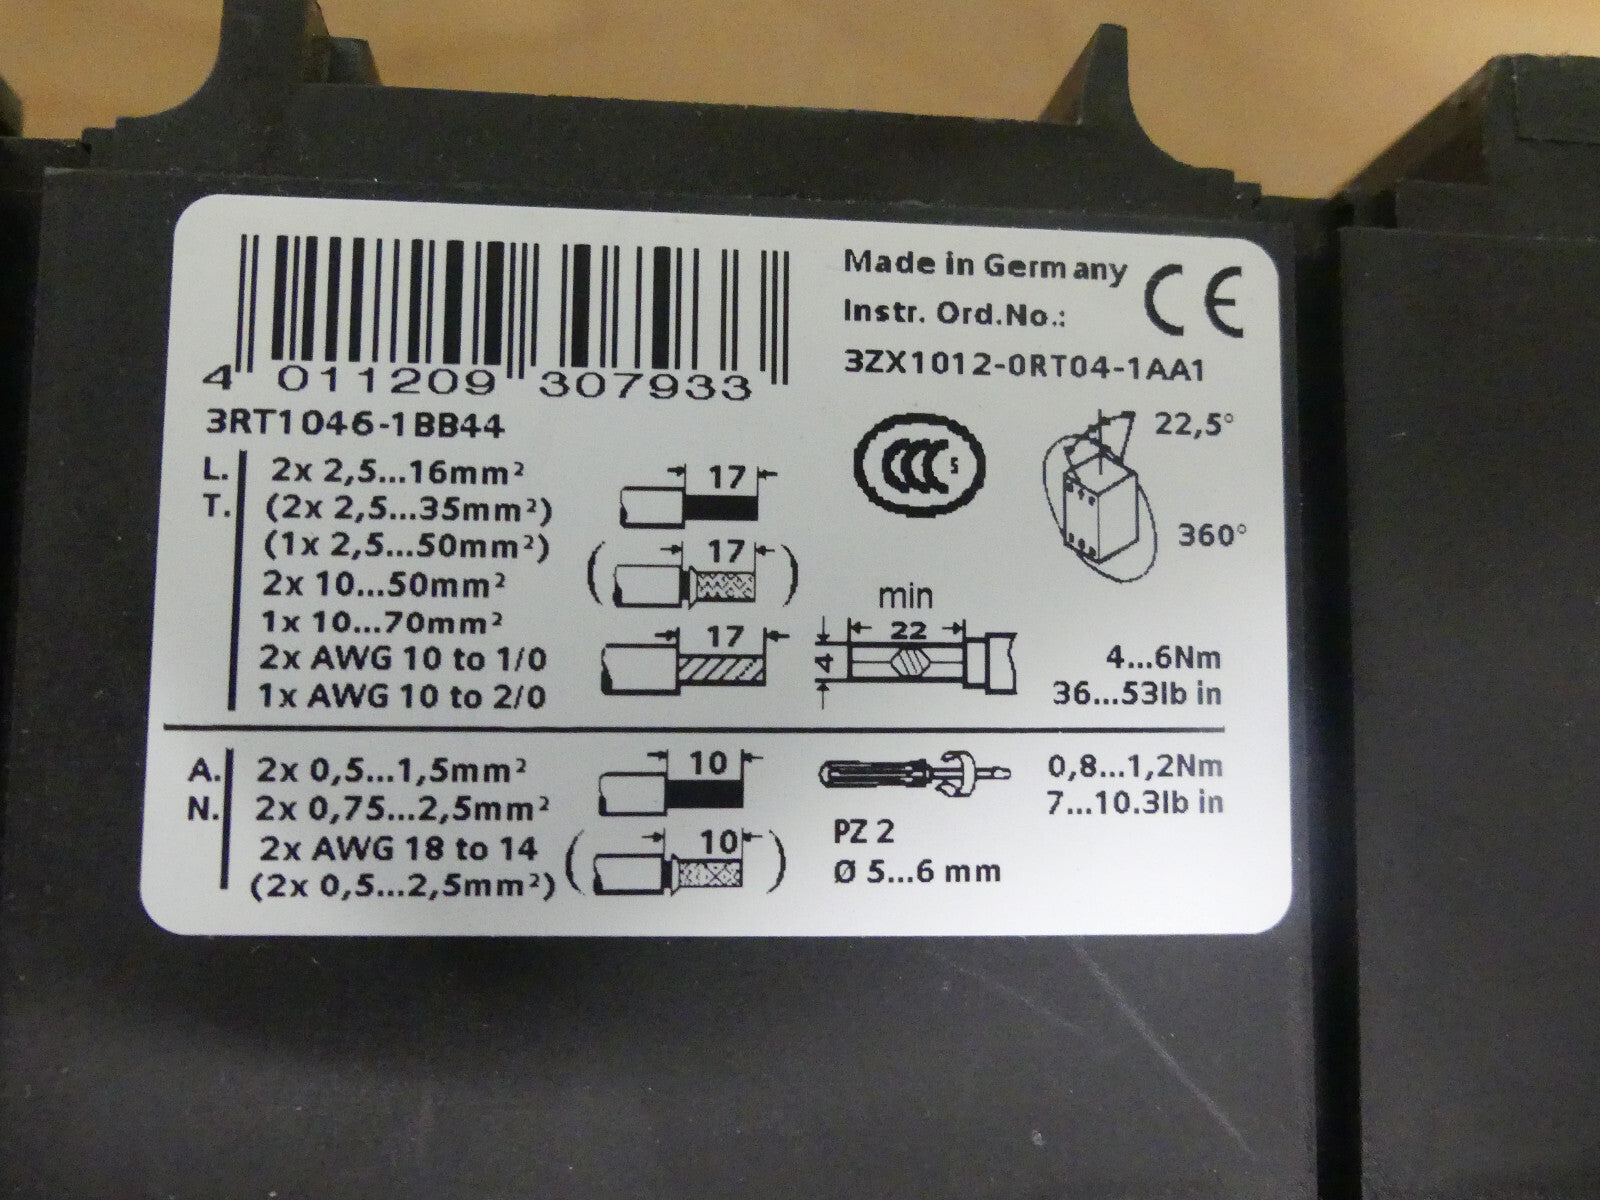 4 011209 307933
3RT1046-1BB44
Made in Germany
CE
Instr. Ord.No.:
3ZX1012-0RT04-1AA1
CCC S
22,5°
360°
L.
T.
2x 2,5...16mm²
(2x 2,5...35mm²)
(1x 2,5...50mm²)
2x 10...50mm²
1x 10...70mm²
2x AWG 10 to 1/0
1x AWG 10 to 2/0
17
17
17
min
22
4
4...6Nm
36...53lb in
A.
N.
2x 0,5...1,5mm²
2x 0,75...2,5mm²
2x AWG 18 to 14
(2x 0,5...2,5mm²)
10
10
PZ 2
Ø 5...6 mm
0,8...1,2Nm
7...10.3lb in